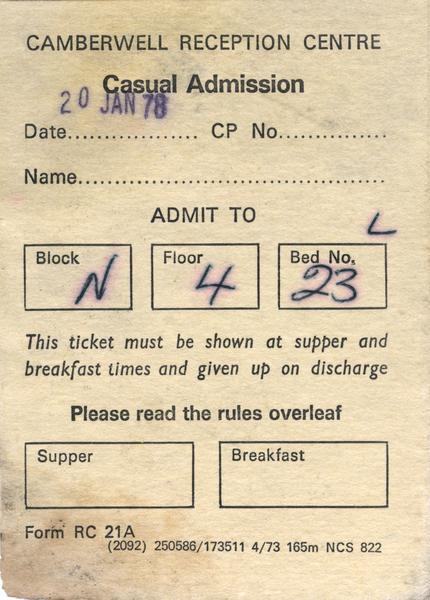 CAMBERWELL RECEPTION CENTRE
Casual Admission
20 JAN 78
Date.................. CP No...............
Name.................................................
ADMIT TO
L
Block Floor Bed No.
N 4 23
This ticket must be shown at supper and
breakfast times and given up on discharge
Please read the rules overleaf
Supper Breakfast
Form RC 21A
(2092) 250586/173511 4/73 165m NCS 822